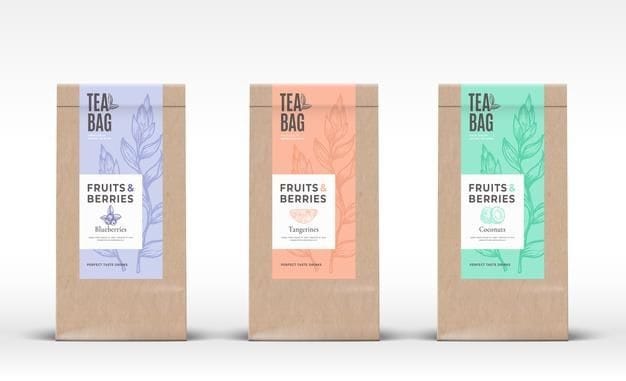 TEA
BAG
FRUITS &
BERRIES
Blueberries
PERFECT TASTE DRINKS
TEA
BAG
FRUITS &
BERRIES
Tangerines
PERFECT TASTE DRINKS
TEA
BAG
FRUITS &
BERRIES
Coconuts
PERFECT TASTE DRINKS